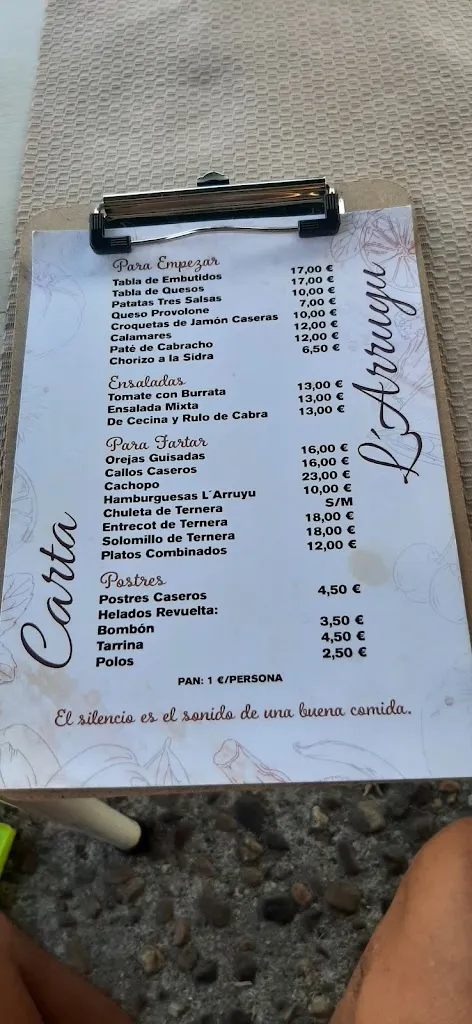 L'Arruyu
Carta
Para Empezar
Tabla de Embutidos 17,00 €
Tabla de Quesos 17,00 €
Patatas Tres Salsas 10,00 €
Queso Provolone 7,00 €
Croquetas de Jamón Caseras 10,00 €
Calamares 12,00 €
Paté de Cabracho 12,00 €
Chorizo a la Sidra 6,50 €
Ensaladas
Tomate con Burrata 13,00 €
Ensalada Mixta 13,00 €
De Cecina y Rulo de Cabra 13,00 €
Para Fartar
Orejas Guisadas 16,00 €
Callos Caseros 16,00 €
Cachopo 23,00 €
Hamburguesas L´Arruyu 10,00 €
Chuleta de Ternera S/M
Entrecot de Ternera 18,00 €
Solomillo de Ternera 18,00 €
Platos Combinados 12,00 €
Postres
Postres Caseros 4,50 €
Helados Revuelta:
Bombón 3,50 €
Tarrina 4,50 €
Polos 2,50 €
PAN: 1 €/PERSONA
El silencio es el sonido de una buena comida.